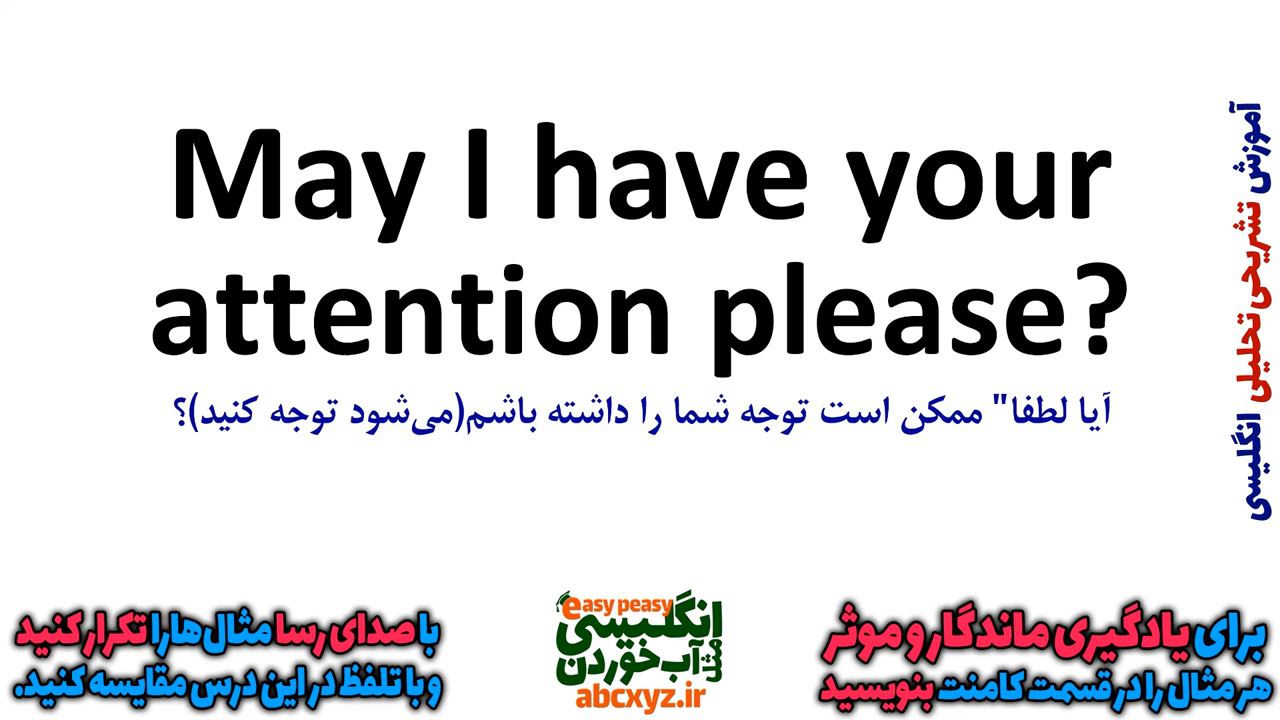 May I have your
attention please?
آیا لطفا" ممکن است توجه شما را داشته باشم(می‌شود توجه کنید)؟
آموزش تشریحی تحلیلی انگلیسی
برای یادگیری ماندگار و موثر
هر مثال را در قسمت کامنت بنویسید
easy peasy
انگلیسی
مثل آب خوردن
abcxyz.ir
با صدای رسا مثال‌ها را تکرار کنید
و با تلفظ در این درس مقایسه کنید.